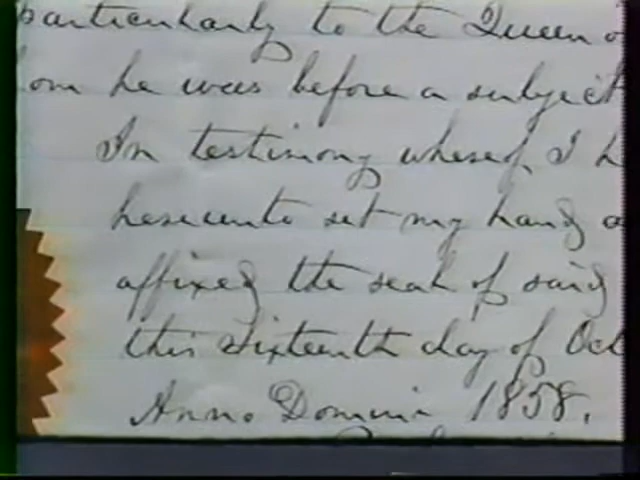 particularly to the Queen o
om he was before a subject
In testimony whereof, I h
hereunto set my hand a
affixed the seal of said
this sixteenth day of Oct
Anno Domini 1858.